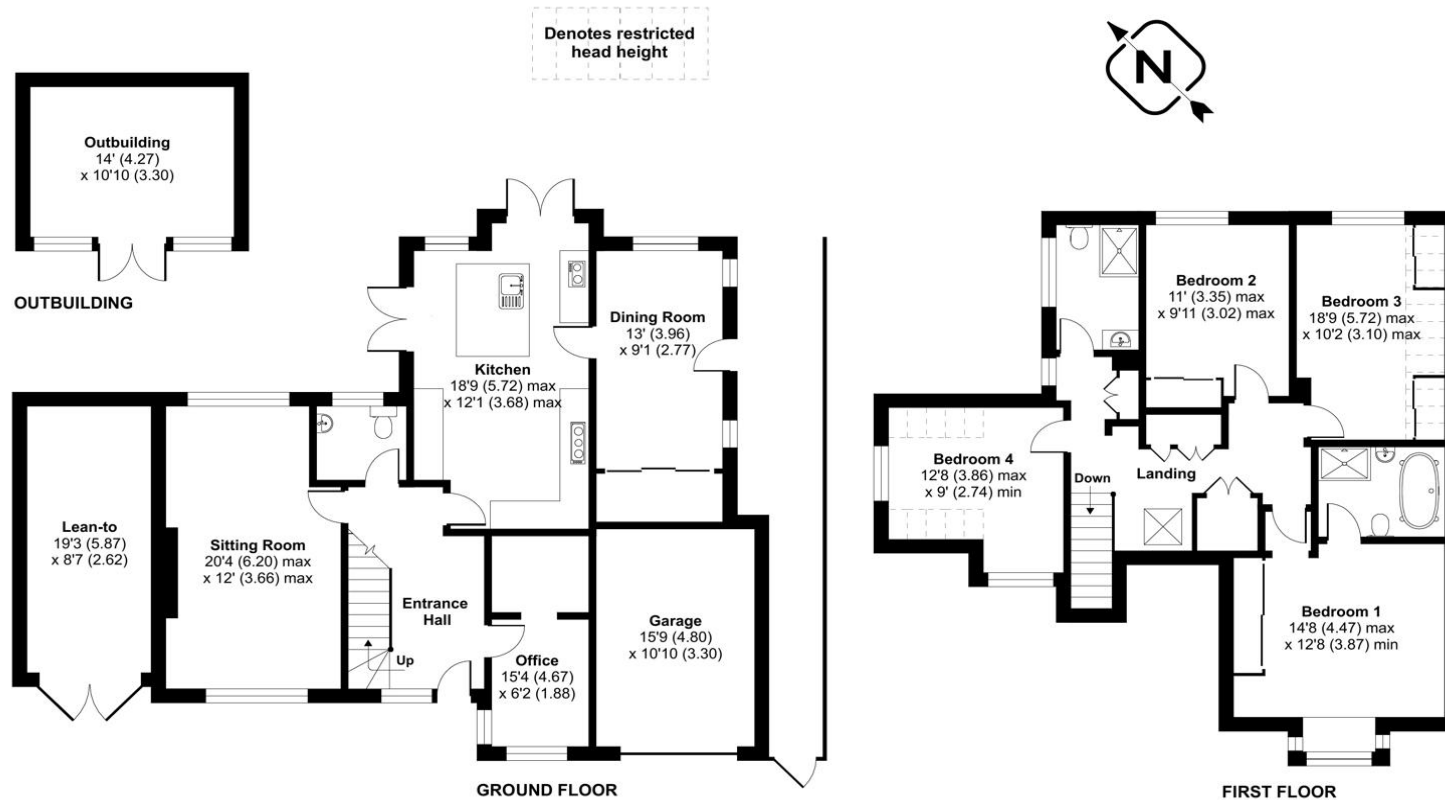 Denotes restricted
head height
N
Outbuilding
14' (4.27)
x 10'10 (3.30)
OUTBUILDING
Dining Room
13' (3.96)
x 9'1 (2.77)
Kitchen
18'9 (5.72) max
x 12'1 (3.68) max
Lean-to
19'3 (5.87)
x 8'7 (2.62)
Sitting Room
20'4 (6.20) max
x 12' (3.66) max
Entrance
Hall
Up
Office
15'4 (4.67)
x 6'2 (1.88)
Garage
15'9 (4.80)
x 10'10 (3.30)
GROUND FLOOR
Bedroom 2
11' (3.35) max
x 9'11 (3.02) max
Bedroom 3
18'9 (5.72) max
x 10'2 (3.10) max
Bedroom 4
12'8 (3.86) max
x 9' (2.74) min
Down
Landing
Bedroom 1
14'8 (4.47) max
x 12'8 (3.87) min
FIRST FLOOR